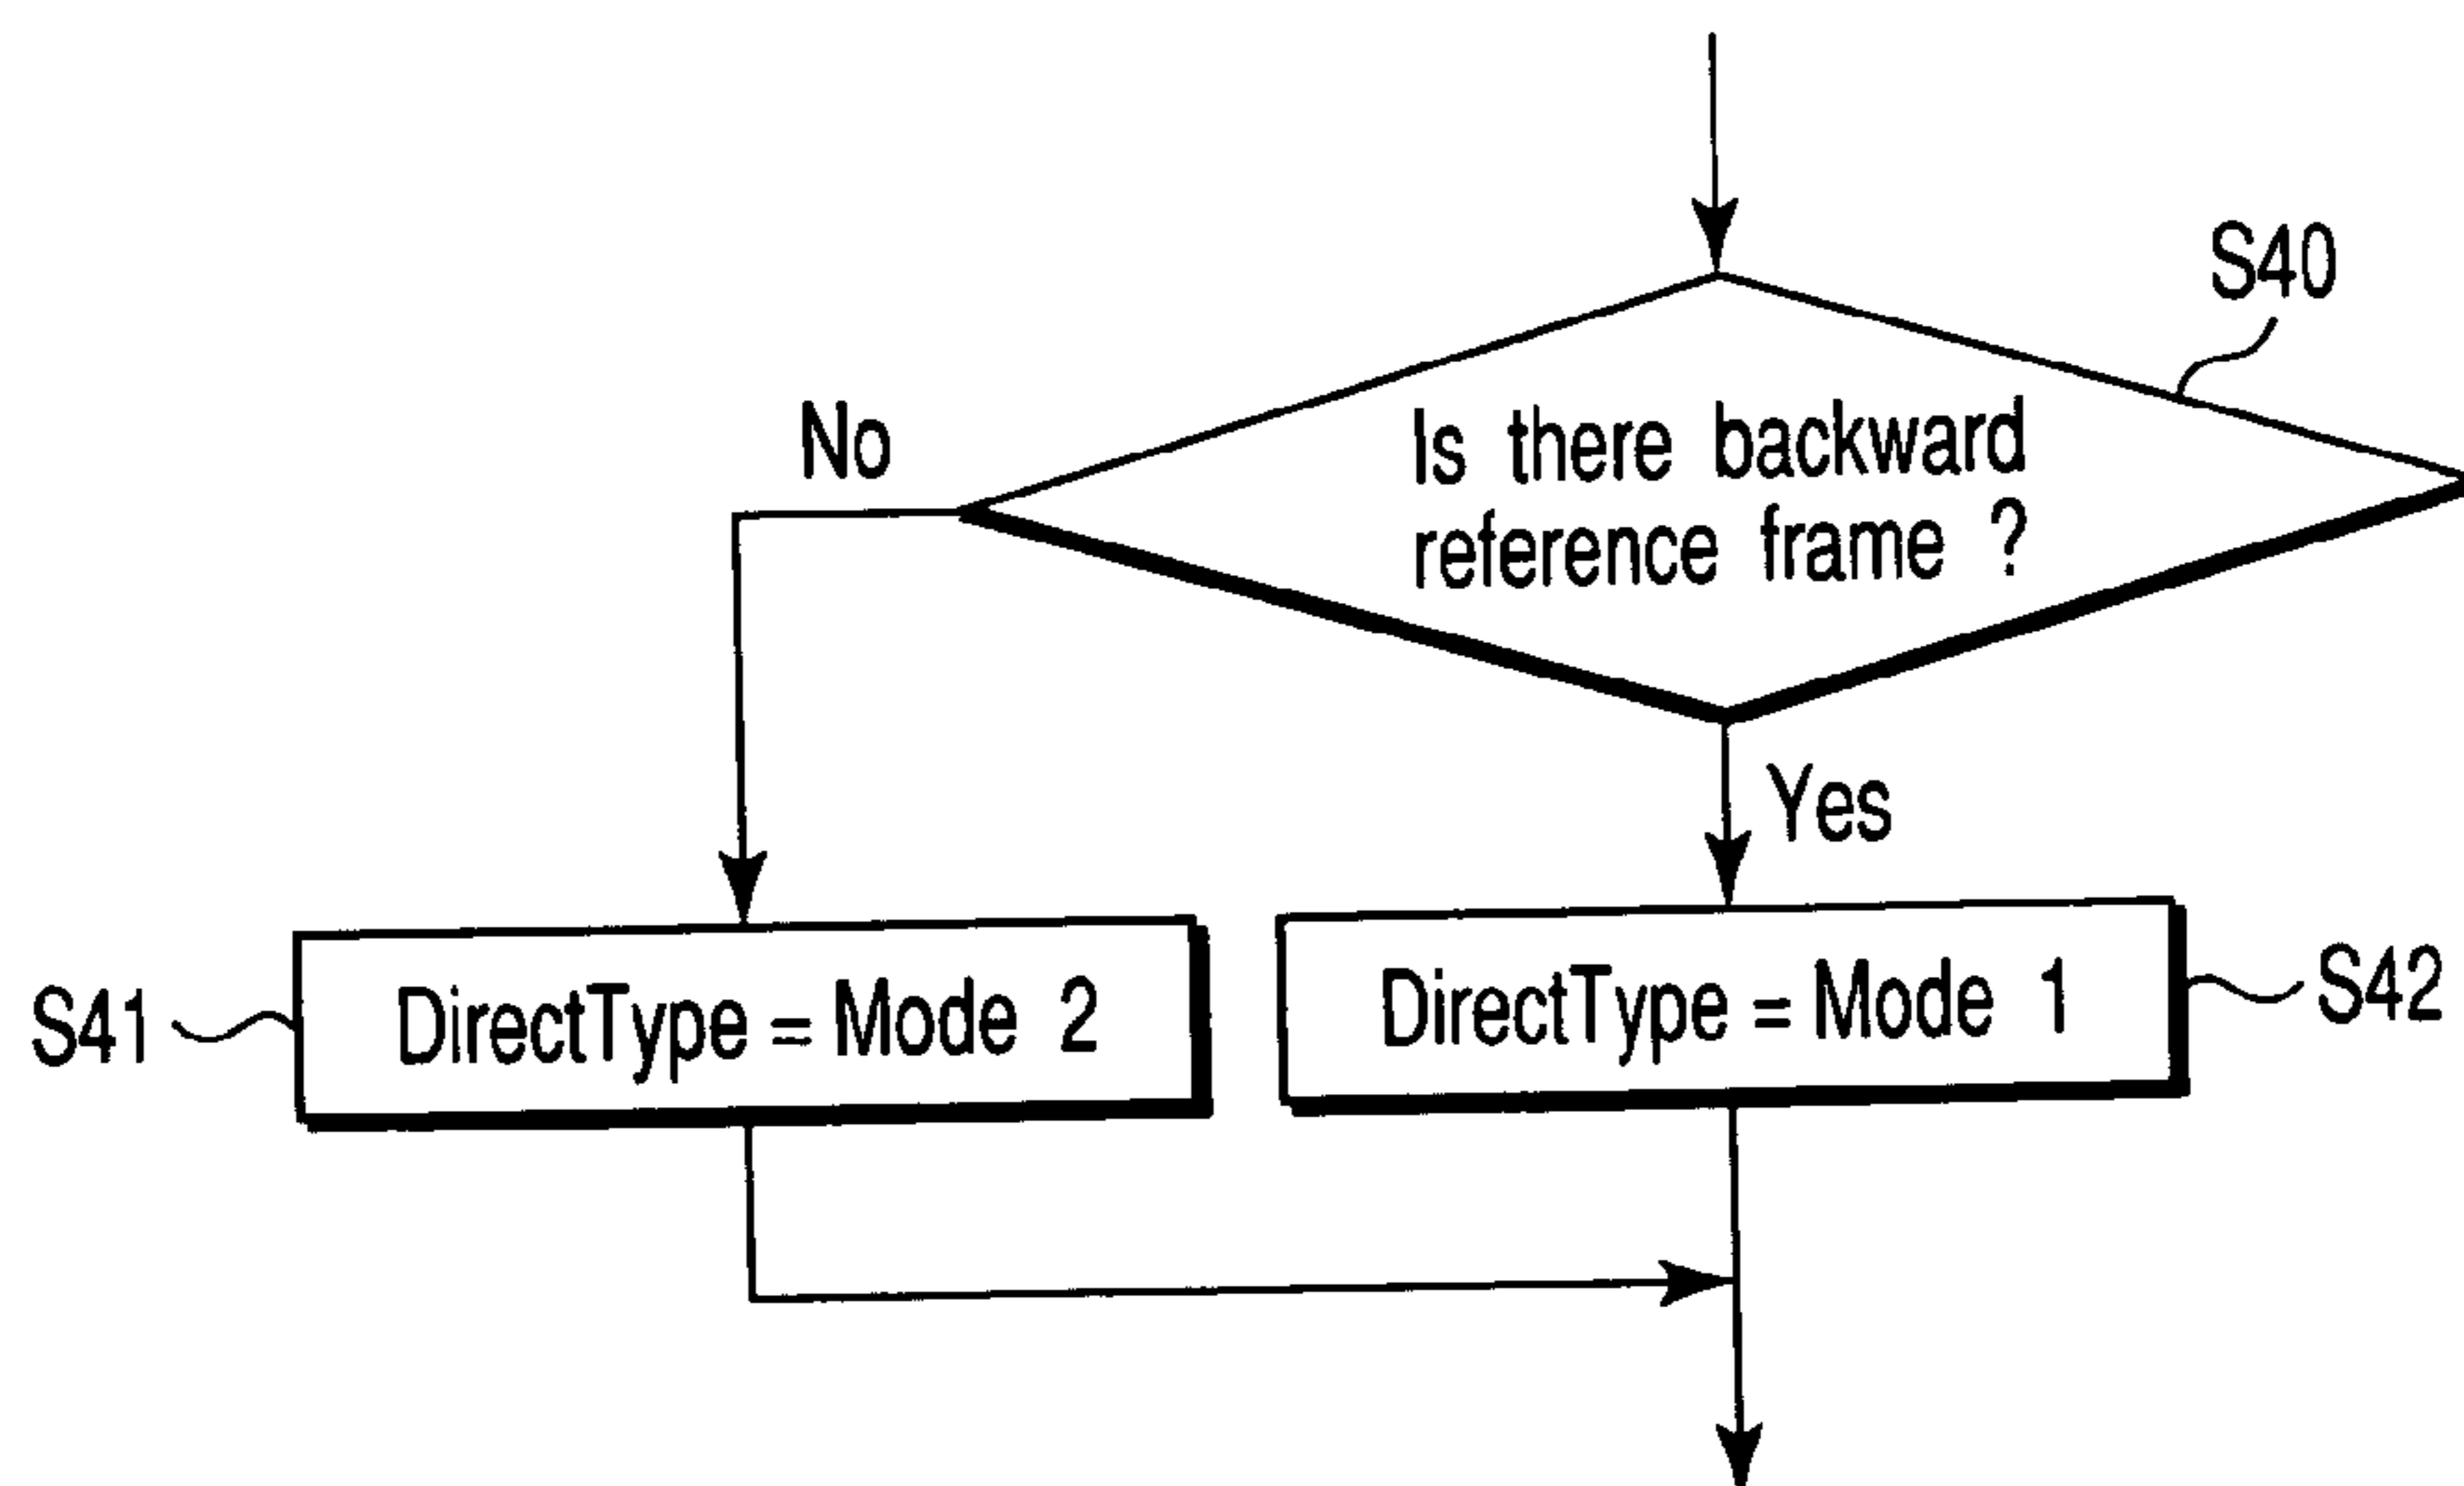 S40
No
Is there backward
reference frame ?
Yes
S41
DirectType = Mode 2
DirectType = Mode 1
S42